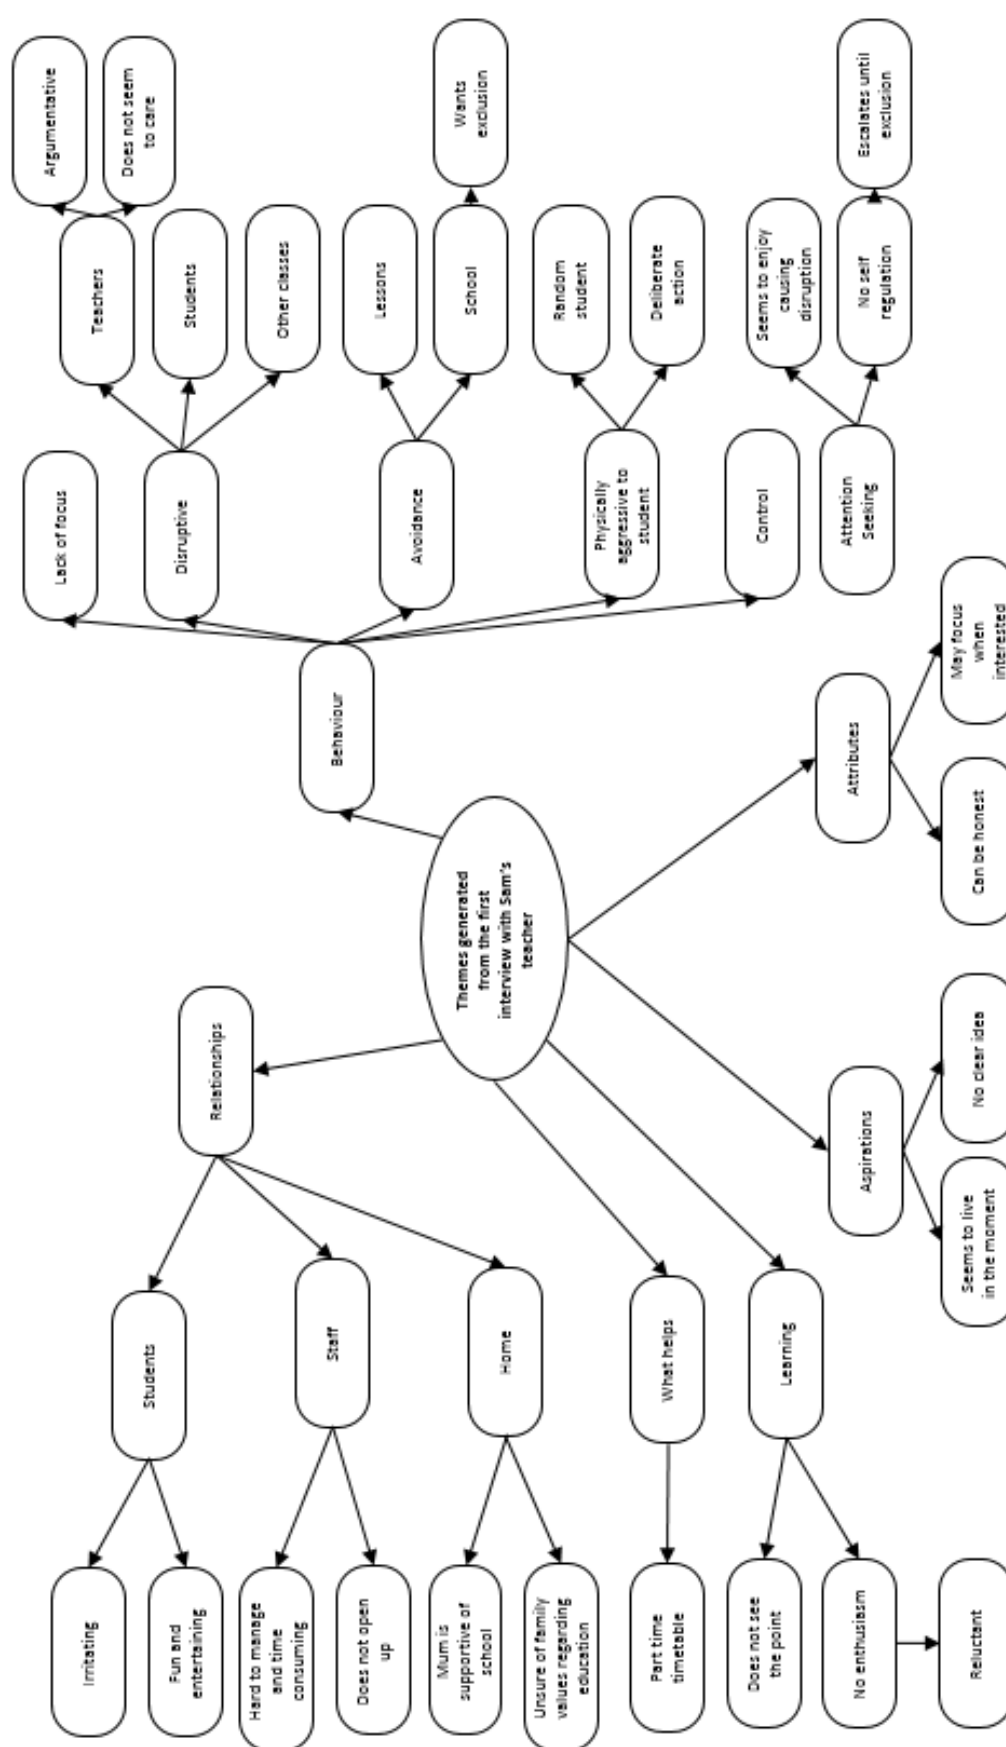 Themes generated
from the first
interview with Sam's
teacher
Relationships
Students
Irritating
Fun and
entertaining
Staff
Hard to manage
and time
consuming
Does not open
up
Home
Mum is
supportive of
school
Unsure of family
values regarding
education
What helps
Part time
timetable
Learning
Does not see
the point
No enthusiasm
Reluctant
Aspirations
Seems to live
in the moment
No clear idea
Attributes
Can be honest
May focus
when
interested
Behaviour
Lack of focus
Disruptive
Teachers
Argumentative
Does not seem
to care
Students
Other classes
Avoidance
Lessons
School
Wants
exclusion
Physically
aggressive to
student
Random
student
Deliberate
action
Control
Attention
Seeking
Seems to enjoy
causing
disruption
No self
regulation
Escalates until
exclusion